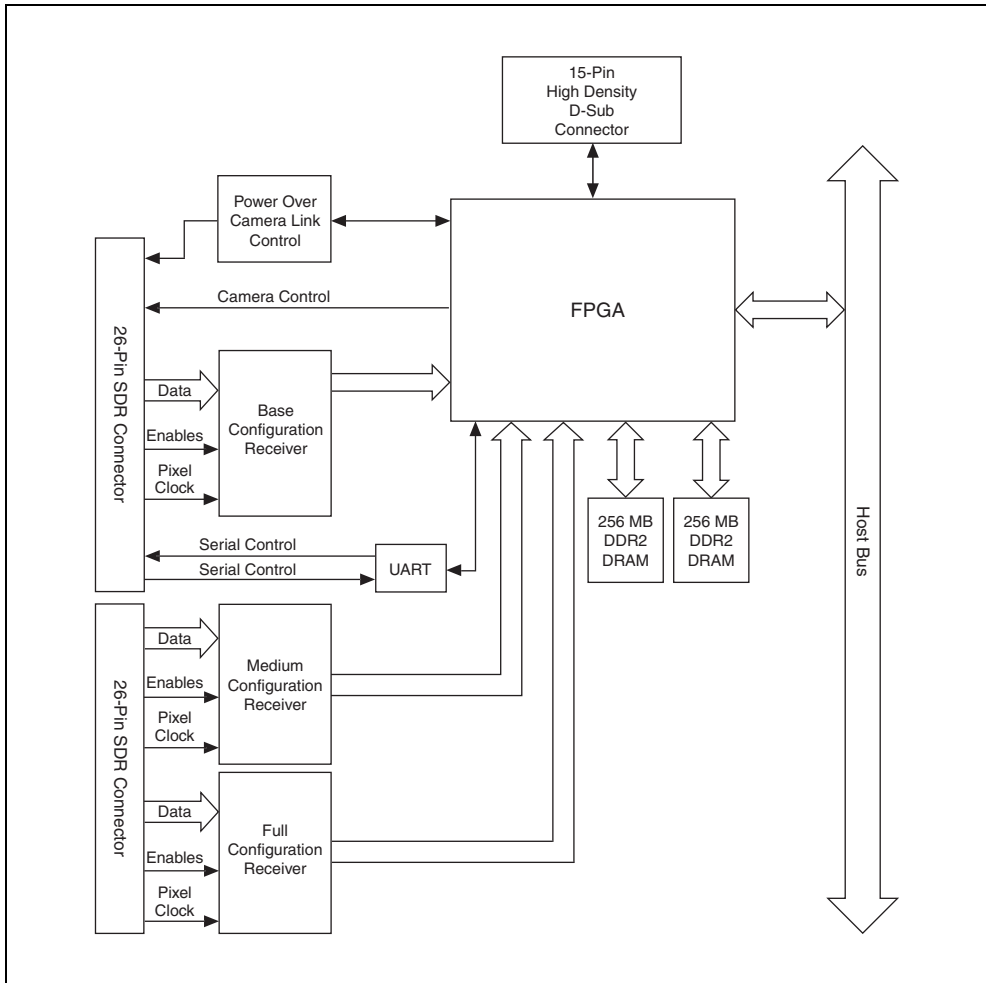 15-Pin
High Density
D-Sub
Connector
Power Over
Camera Link
Control
Camera Control
FPGA
26-Pin SDR Connector
Data
Enables
Pixel
Clock
Base
Configuration
Receiver
Serial Control
Serial Control
UART
256 MB
DDR2
DRAM
256 MB
DDR2
DRAM
Host Bus
26-Pin SDR Connector
Data
Enables
Pixel
Clock
Medium
Configuration
Receiver
Data
Enables
Pixel
Clock
Full
Configuration
Receiver